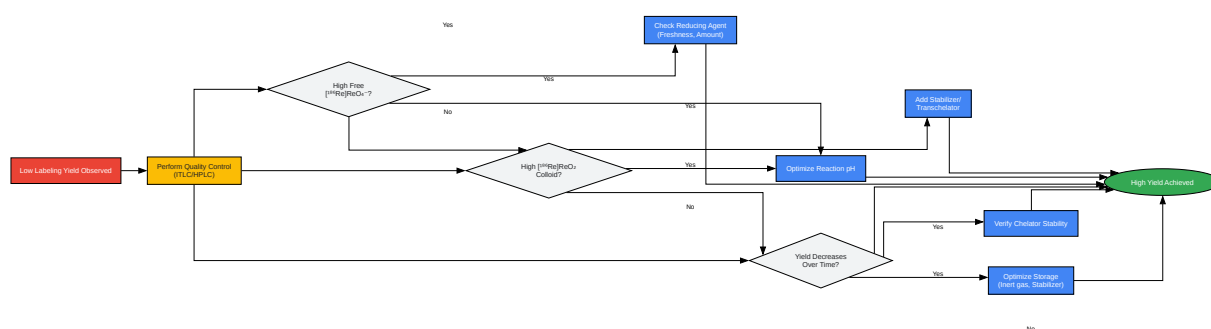 Yes
Check Reducing Agent
(Freshness, Amount)
High Free
[¹⁸⁶Re]ReO₄⁻?
Yes
No
Yes
Add Stabilizer/
Transchelator
Low Labeling Yield Observed
Perform Quality Control
(ITLC/HPLC)
High [¹⁸⁶Re]ReO₂
Colloid?
Yes
Optimize Reaction pH
High Yield Achieved
No
Yes
Verify Chelator Stability
Yield Decreases
Over Time?
Yes
Optimize Storage
(Inert gas, Stabilizer)
No